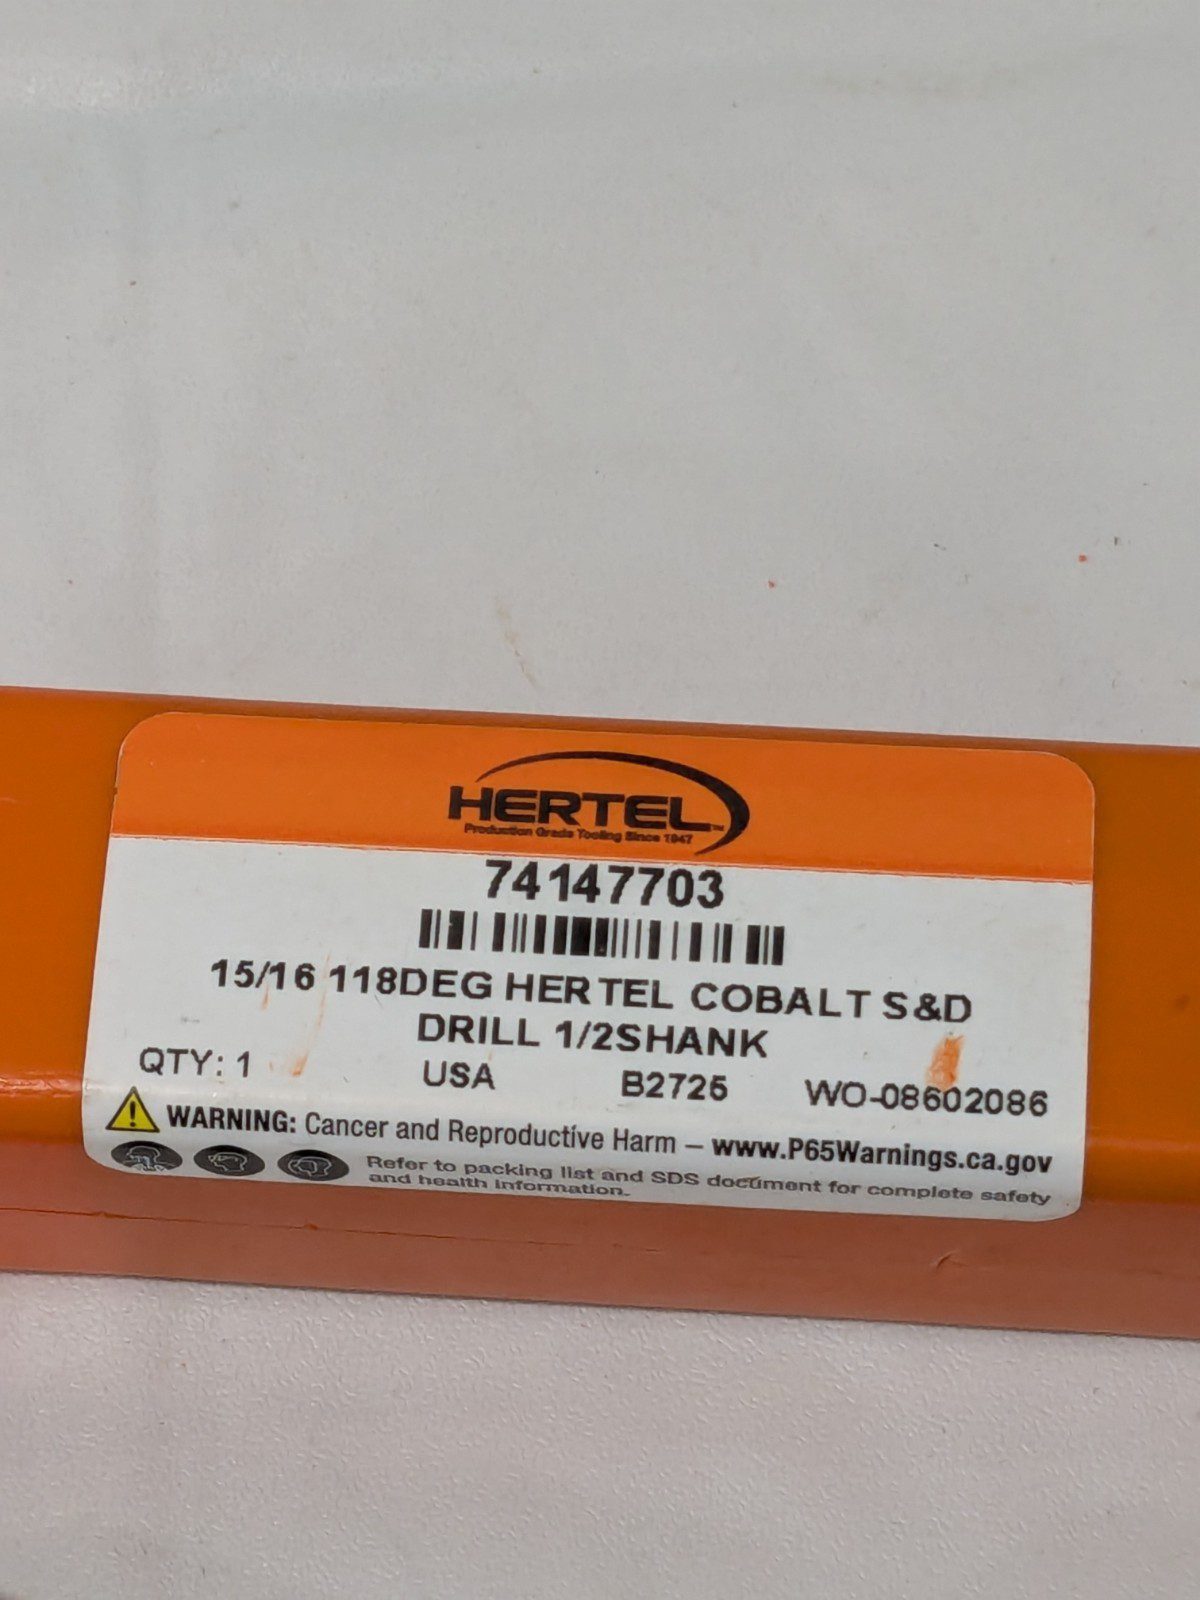 HERTEL™
Production Grade Tooling Since 1947
74147703
15/16 118DEG HERTEL COBALT S&D
DRILL 1/2SHANK
QTY: 1 USA B2725 WO-08602086
WARNING: Cancer and Reproductive Harm – www.P65Warnings.ca.gov
Refer to packing list and SDS document for complete safety
and health information.